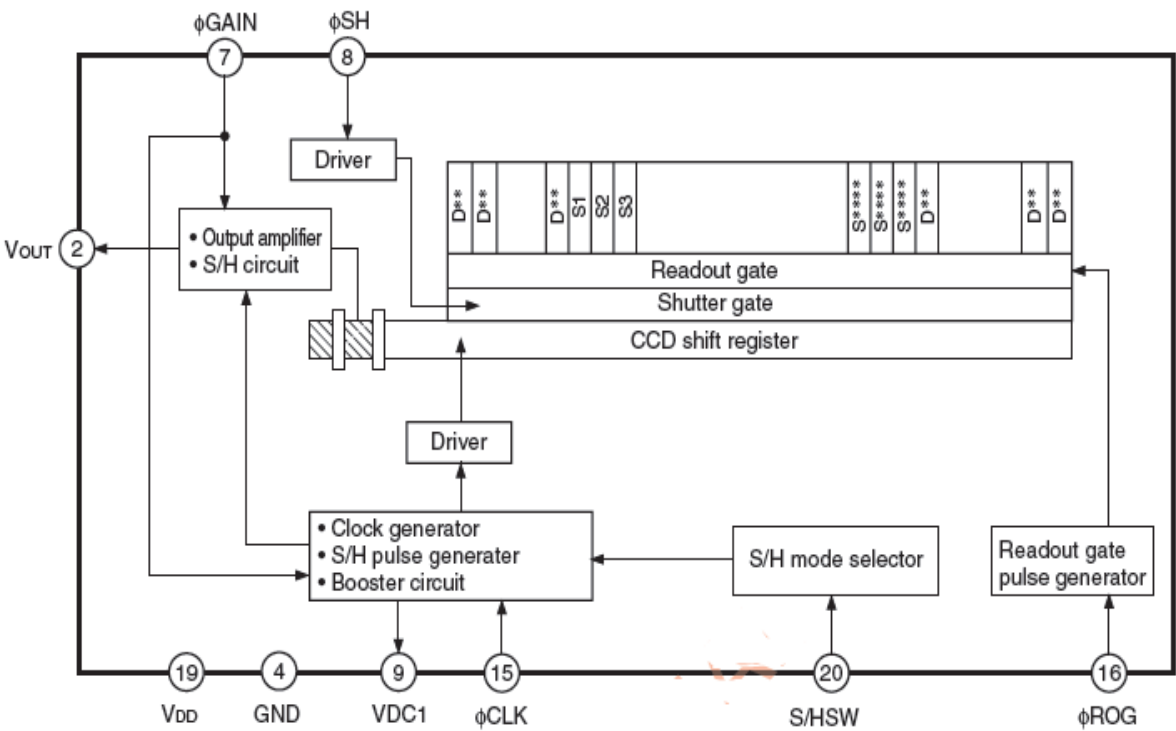 ϕGAIN
ϕSH
7
8
Driver
D**
D**
D**
S1
S2
S3
S****
S****
S****
D**
D**
D**
• Output amplifier
• S/H circuit
VOUT
2
Readout gate
Shutter gate
CCD shift register
Driver
• Clock generator
• S/H pulse generater
• Booster circuit
S/H mode selector
Readout gate
pulse generator
19
4
9
15
20
16
VDD
GND
VDC1
ϕCLK
S/HSW
ϕROG